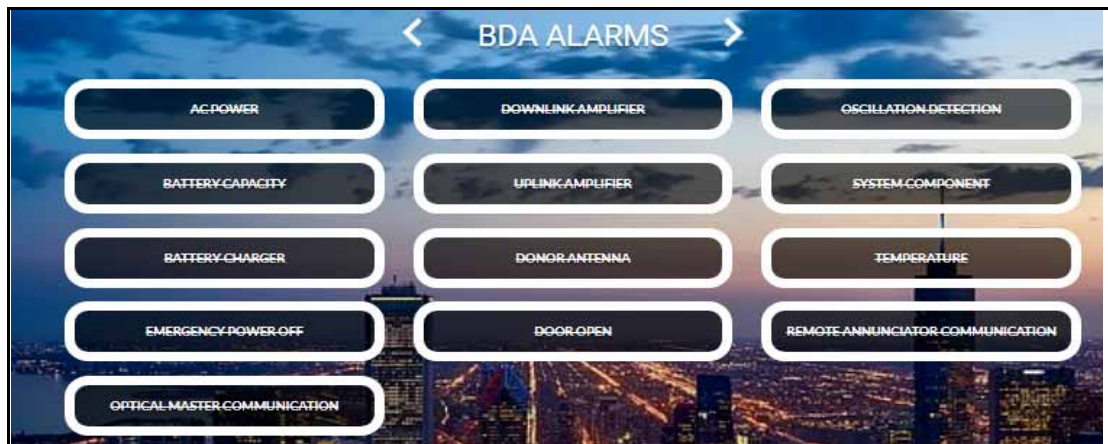 BDA ALARMS
AC POWER
DOWNLINK AMPLIFIER
OSCILLATION DETECTION
BATTERY CAPACITY
UPLINK AMPLIFIER
SYSTEM COMPONENT
BATTERY CHARGER
DONOR ANTENNA
TEMPERATURE
EMERGENCY POWER OFF
DOOR OPEN
REMOTE ANNUNCIATOR COMMUNICATION
OPTICAL MASTER COMMUNICATION